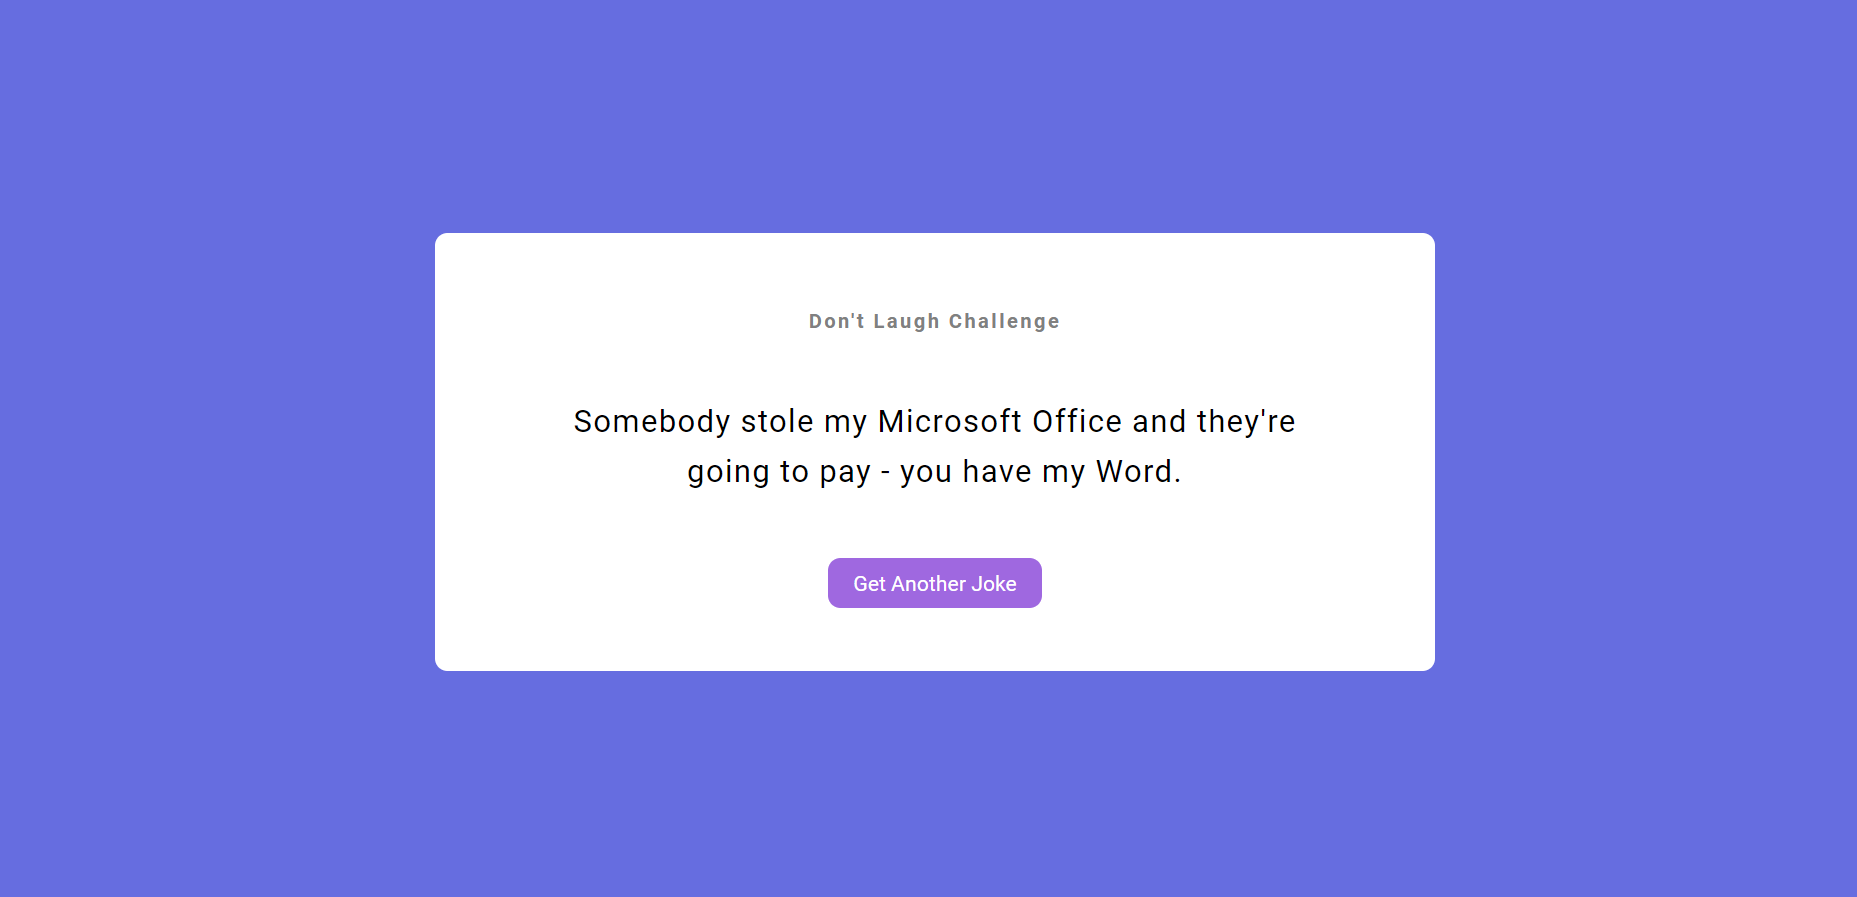 Don't Laugh Challenge
Somebody stole my Microsoft Office and they're
going to pay - you have my Word.
Get Another Joke